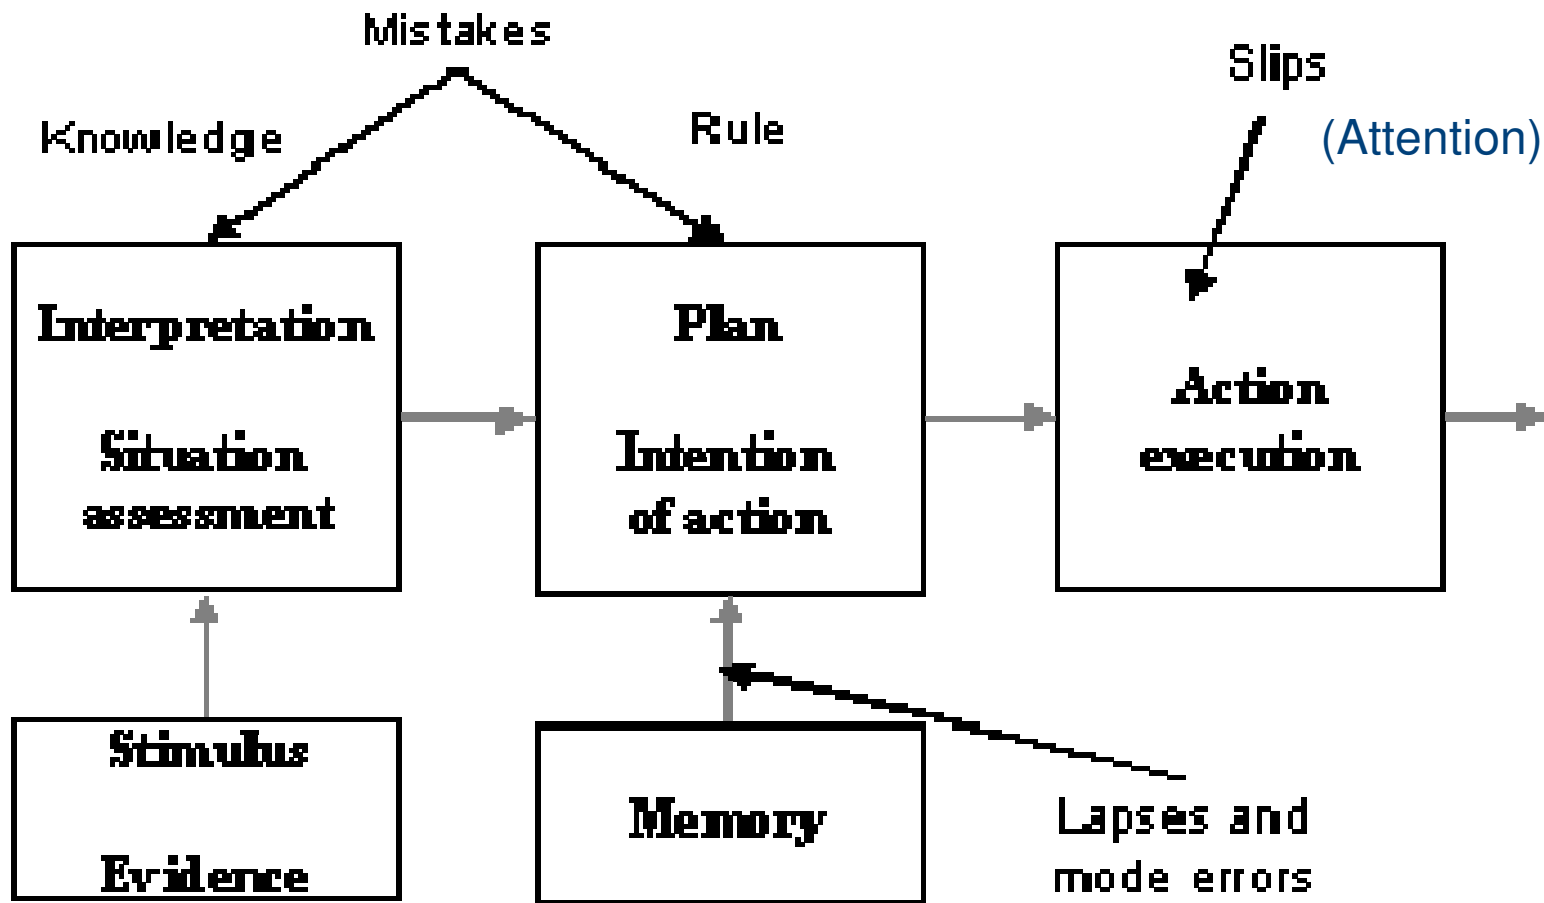 Mistakes
Knowledge
Rule
Slips
(Attention)
Interpretation
Situation
assessment
Plan
Intention
of action
Action
execution
Stimulus
Evidence
Memory
Lapses and
mode errors